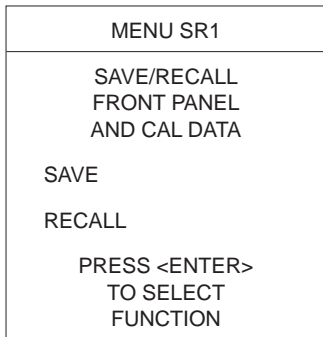 MENU SR1
SAVE/RECALL
FRONT PANEL
AND CAL DATA
SAVE
RECALL
PRESS <ENTER>
TO SELECT
FUNCTION